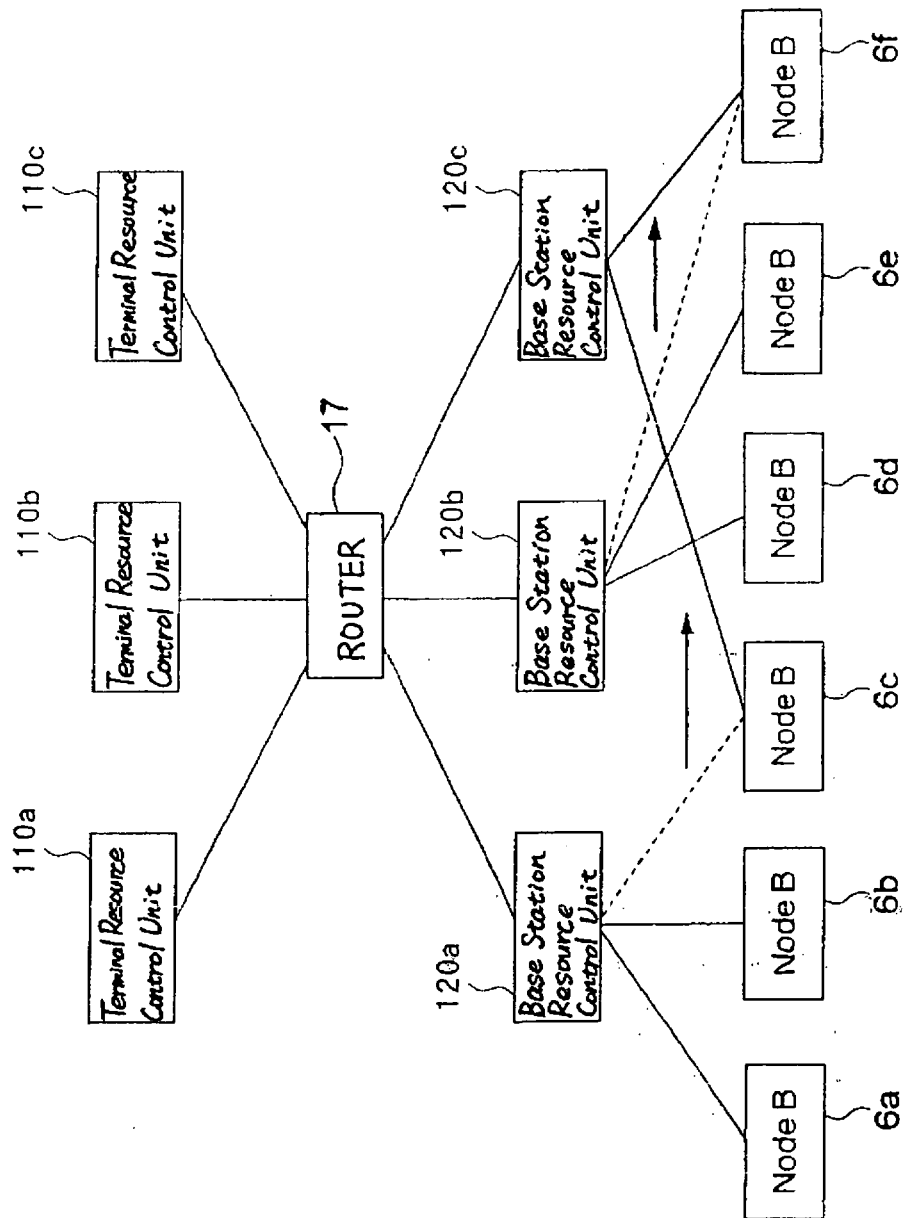 110a
110b
110c
Terminal Resource
Control Unit
Terminal Resource
Control Unit
Terminal Resource
Control Unit
ROUTER
17
120a
120b
120c
Base Station
Resource
Control Unit
Base Station
Resource
Control Unit
Base Station
Resource
Control Unit
Node B
Node B
Node B
Node B
Node B
Node B
6a
6b
6c
6d
6e
6f